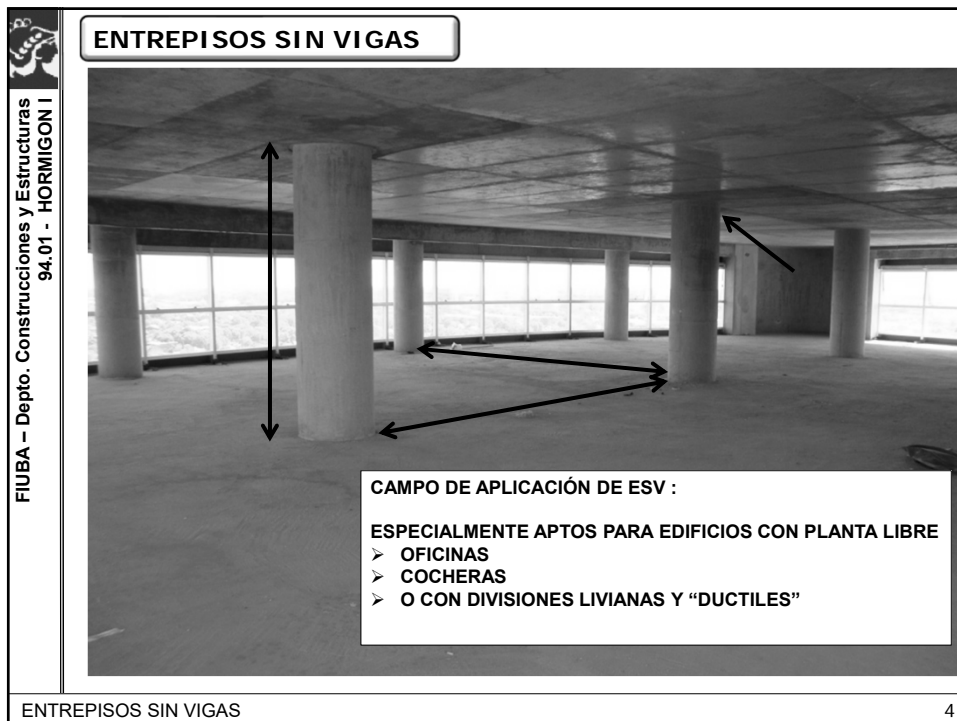 ENTREPISOS SIN VIGAS
FIUBA – Depto. Construcciones y Estructuras
94.01 - HORMIGON I
CAMPO DE APLICACIÓN DE ESV :
ESPECIALMENTE APTOS PARA EDIFICIOS CON PLANTA LIBRE
➢ OFICINAS
➢ COCHERAS
➢ O CON DIVISIONES LIVIANAS Y “DUCTILES”
ENTREPISOS SIN VIGAS
4